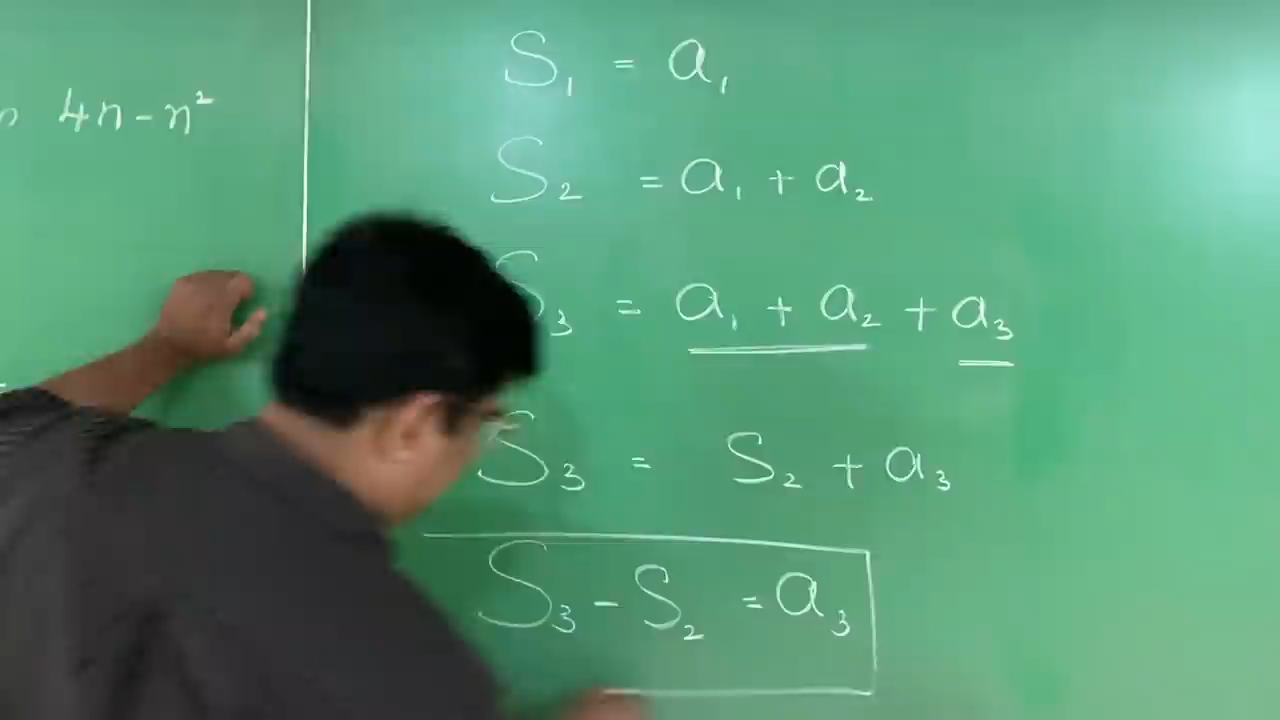 4n-n²
S₁ = a₁
S₂ = a₁ + a₂
S₃ = a₁ + a₂ + a₃
S₃ = S₂ + a₃
S₃ - S₂ = a₃